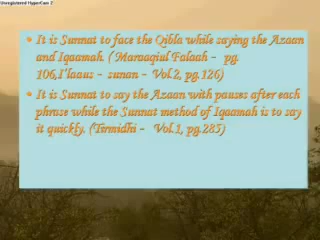 Unregistered HyperCam 2
• It is Sunnat to face the Qibla while saying the Azaan
and Iqaamah. ( Maraaqiul Falaah - pg.
106,I'laaus - sunan - Vol.2, pg.126)
• It is Sunnat to say the Azaan with pauses after each
phrase while the Sunnat method of Iqaamah is to say
it quickly. (Tirmidhi - Vol.1, pg.285)